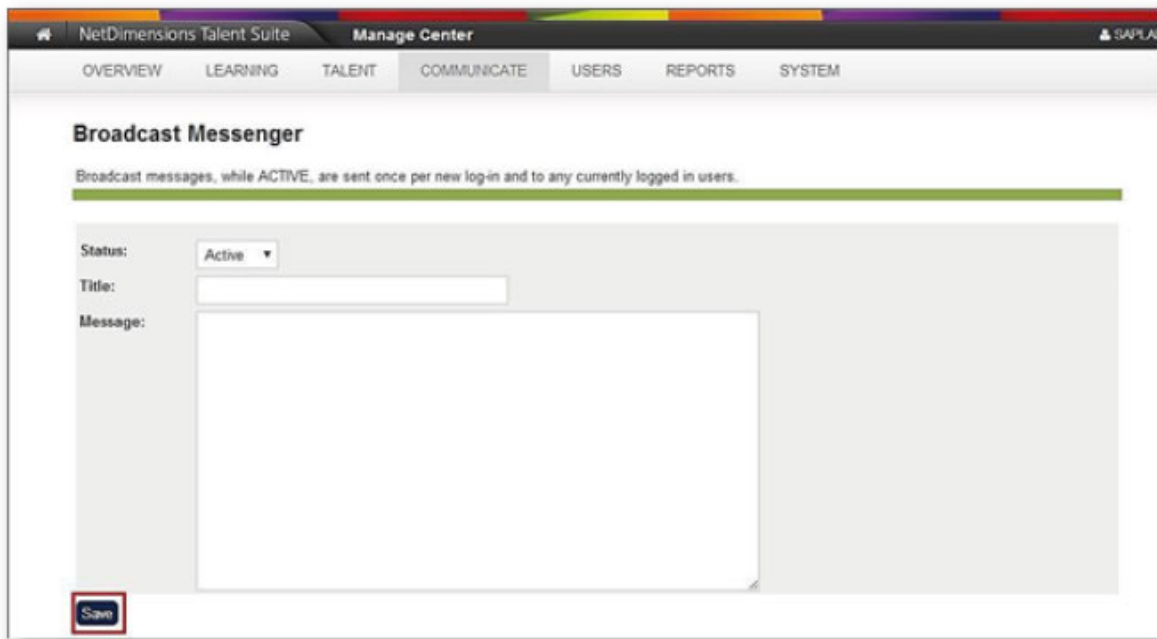 NetDimensions Talent Suite Manage Center
OVERVIEW LEARNING TALENT COMMUNICATE USERS REPORTS SYSTEM
Broadcast Messenger
Broadcast messages, while ACTIVE, are sent once per new log-in and to any currently logged in users.
Status: Active
Title:
Message:
Save